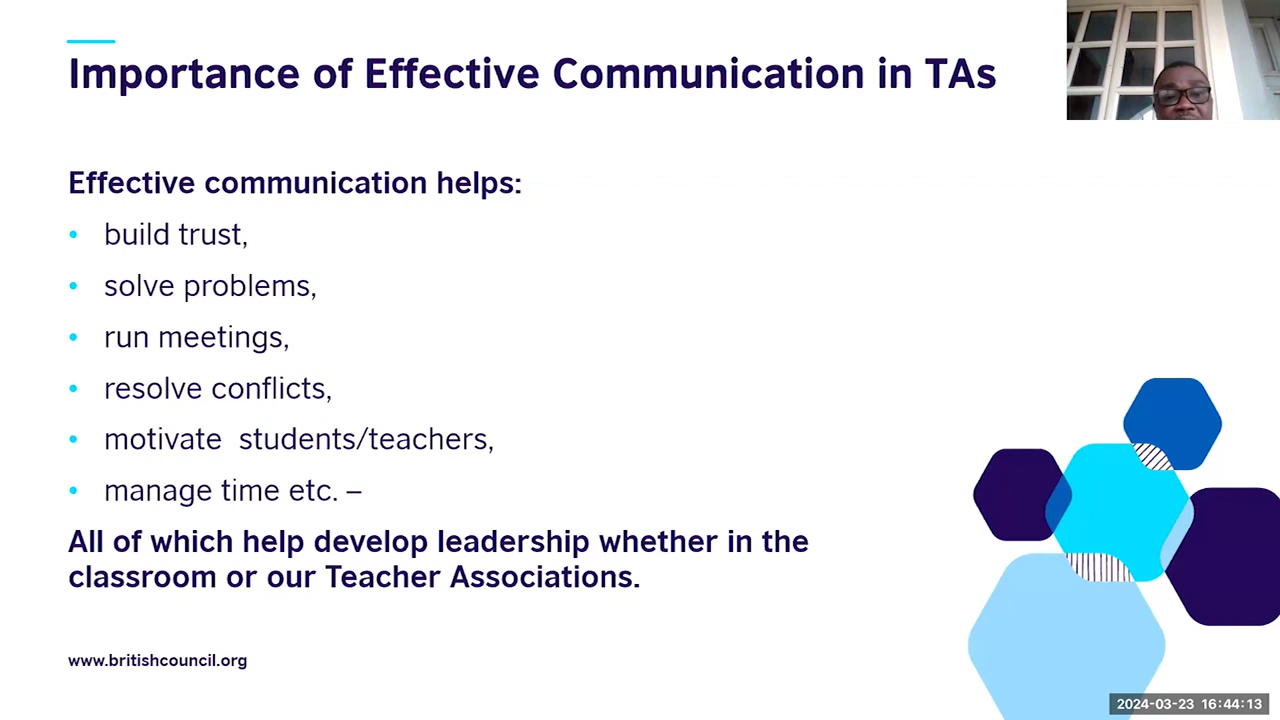 Importance of Effective Communication in TAs
Effective communication helps:
• build trust,
• solve problems,
• run meetings,
• resolve conflicts,
• motivate  students/teachers,
• manage time etc. –
All of which help develop leadership whether in the
classroom or our Teacher Associations.
www.britishcouncil.org
2024-03-23 16:44:13